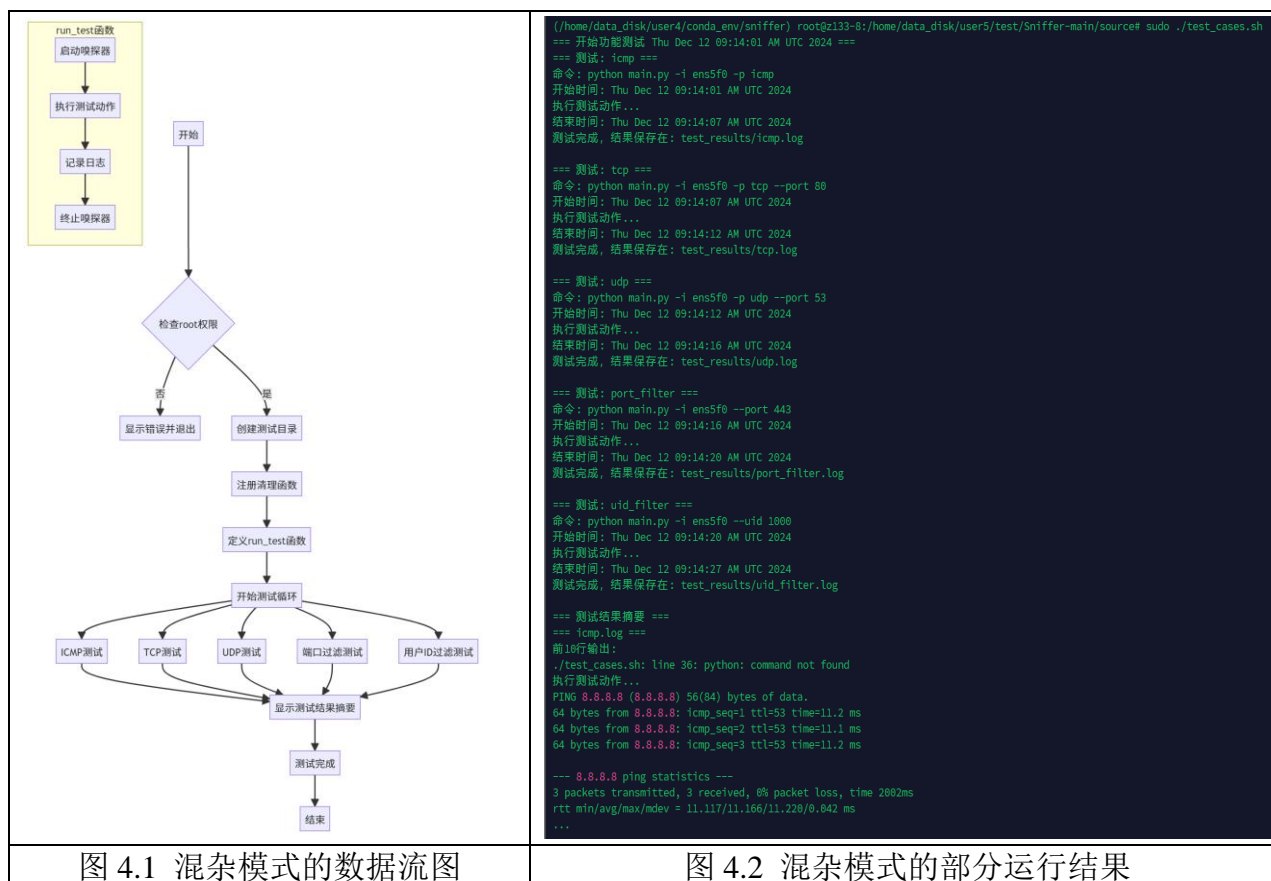 run_test函数
启动嗅探器
执行测试动作
记录日志
终止嗅探器
开始
检查root权限
否
是
显示错误并退出
创建测试目录
注册清理函数
定义run_test函数
开始测试循环
ICMP测试
TCP测试
UDP测试
端口过滤测试
用户ID过滤测试
显示测试结果摘要
测试完成
结束
(/home/data_disk/user4/conda_env/sniffer) root@z133-8:/home/data_disk/user5/test/Sniffer-main/source# sudo ./test_cases.sh
=== 开始功能测试 Thu Dec 12 09:14:01 AM UTC 2024 ===
=== 测试: icmp ===
命令: python main.py -i ens5f0 -p icmp
开始时间: Thu Dec 12 09:14:01 AM UTC 2024
执行测试动作...
结束时间: Thu Dec 12 09:14:07 AM UTC 2024
测试完成, 结果保存在: test_results/icmp.log
=== 测试: tcp ===
命令: python main.py -i ens5f0 -p tcp --port 80
开始时间: Thu Dec 12 09:14:07 AM UTC 2024
执行测试动作...
结束时间: Thu Dec 12 09:14:12 AM UTC 2024
测试完成, 结果保存在: test_results/tcp.log
=== 测试: udp ===
命令: python main.py -i ens5f0 -p udp --port 53
开始时间: Thu Dec 12 09:14:12 AM UTC 2024
执行测试动作...
结束时间: Thu Dec 12 09:14:16 AM UTC 2024
测试完成, 结果保存在: test_results/udp.log
=== 测试: port_filter ===
命令: python main.py -i ens5f0 --port 443
开始时间: Thu Dec 12 09:14:16 AM UTC 2024
执行测试动作...
结束时间: Thu Dec 12 09:14:20 AM UTC 2024
测试完成, 结果保存在: test_results/port_filter.log
=== 测试: uid_filter ===
命令: python main.py -i ens5f0 --uid 1000
开始时间: Thu Dec 12 09:14:20 AM UTC 2024
执行测试动作...
结束时间: Thu Dec 12 09:14:27 AM UTC 2024
测试完成, 结果保存在: test_results/uid_filter.log
=== 测试结果摘要 ===
=== icmp.log ===
前10行输出:
./test_cases.sh: line 36: python: command not found
执行测试动作...
PING 8.8.8.8 (8.8.8.8) 56(84) bytes of data.
64 bytes from 8.8.8.8: icmp_seq=1 ttl=53 time=11.2 ms
64 bytes from 8.8.8.8: icmp_seq=2 ttl=53 time=11.1 ms
64 bytes from 8.8.8.8: icmp_seq=3 ttl=53 time=11.2 ms
--- 8.8.8.8 ping statistics ---
3 packets transmitted, 3 received, 0% packet loss, time 2002ms
rtt min/avg/max/mdev = 11.117/11.166/11.220/0.042 ms
...
图 4.1 混杂模式的数据流图
图 4.2 混杂模式的部分运行结果